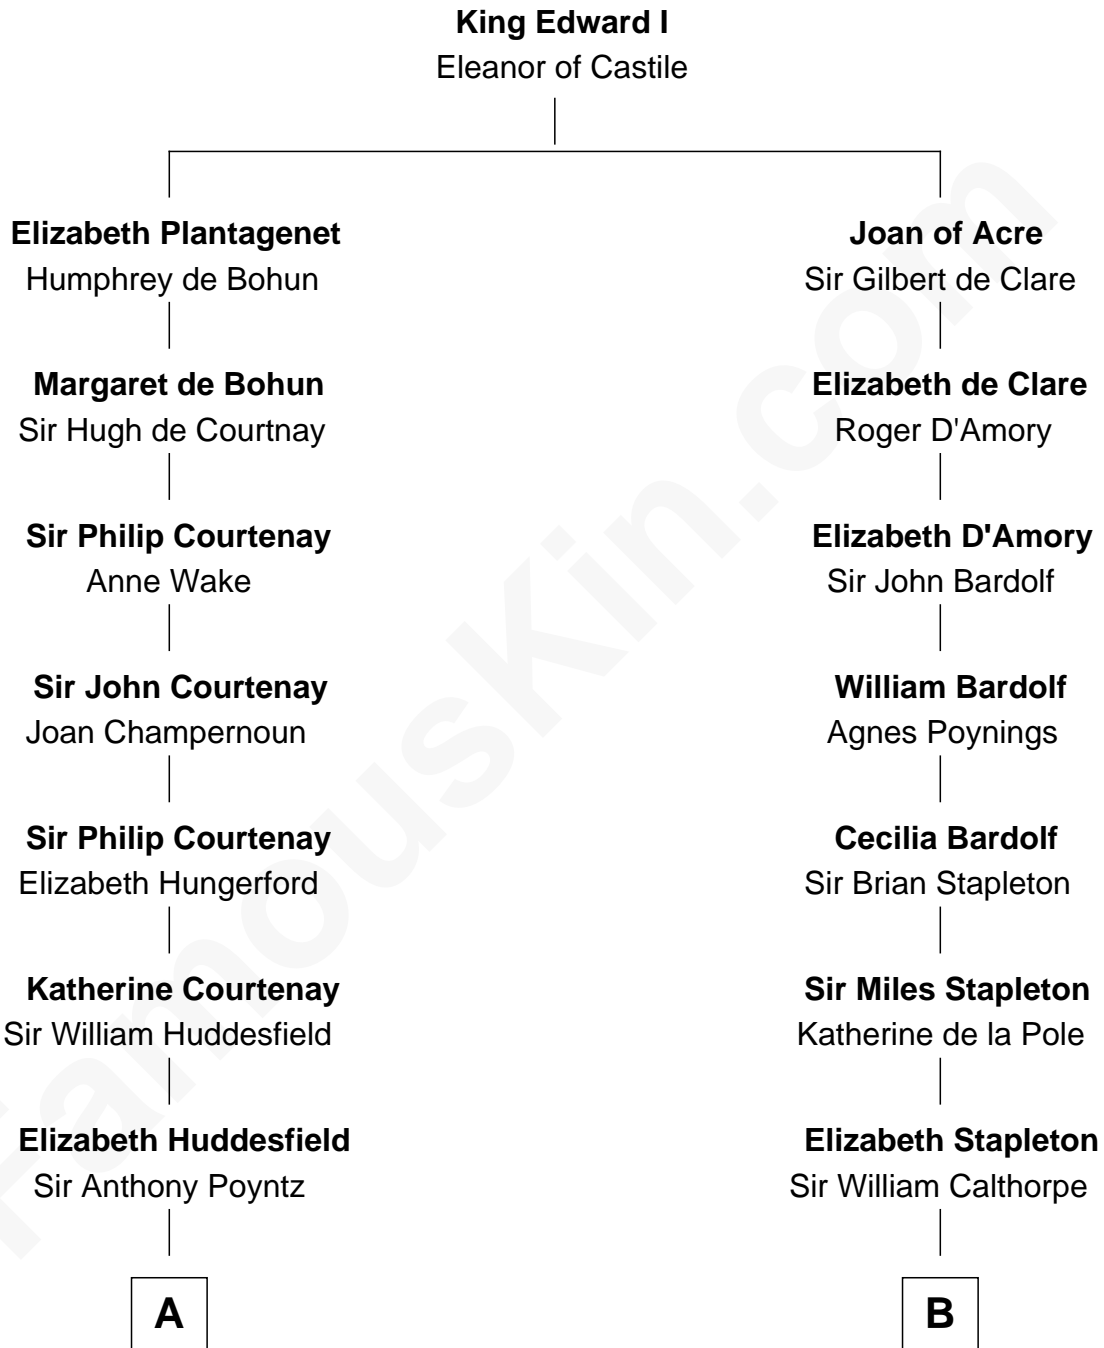 King Edward I
Eleanor of Castile
Elizabeth Plantagenet
Humphrey de Bohun
Margaret de Bohun
Sir Hugh de Courtnay
Sir Philip Courtenay
Anne Wake
Sir John Courtenay
Joan Champernoun
Sir Philip Courtenay
Elizabeth Hungerford
Katherine Courtenay
Sir William Huddesfield
Elizabeth Huddesfield
Sir Anthony Poyntz
A
Joan of Acre
Sir Gilbert de Clare
Elizabeth de Clare
Roger D'Amory
Elizabeth D'Amory
Sir John Bardolf
William Bardolf
Agnes Poynings
Cecilia Bardolf
Sir Brian Stapleton
Sir Miles Stapleton
Katherine de la Pole
Elizabeth Stapleton
Sir William Calthorpe
B
FamousKin.com